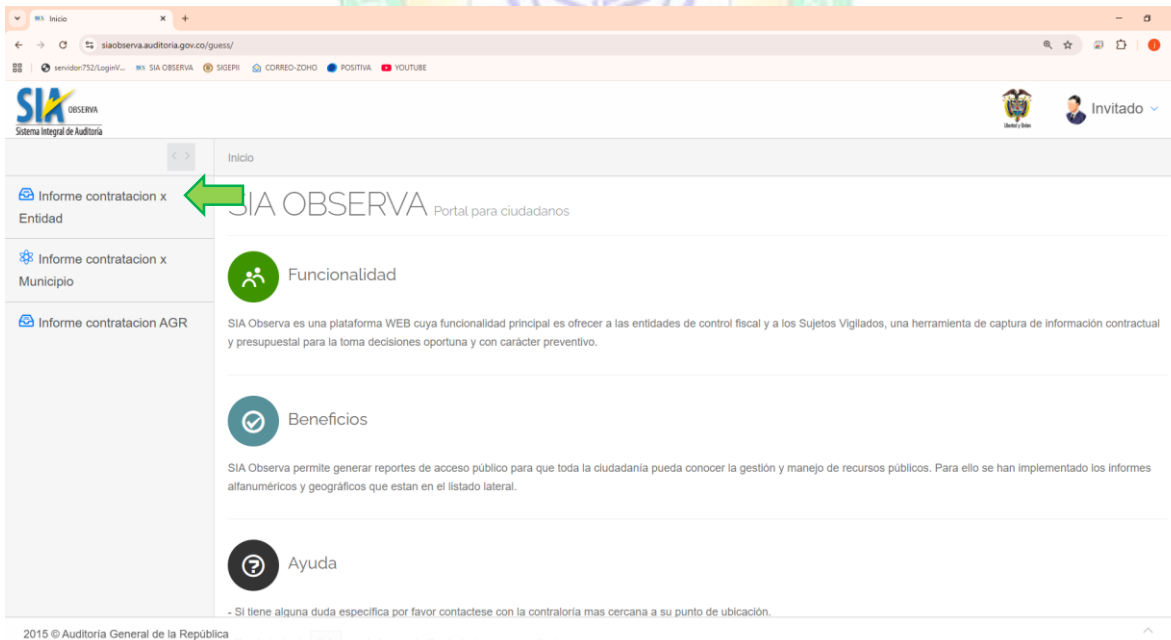 Inicio
siaobserva.auditoria.gov.co/guess/
servidor:752/LoginV... SIA OBSERVA SIGEPII CORREO-ZOHO POSITIVA YOUTUBE
SIA OBSERVA
Sistema Integral de Auditoría
Libertad y Orden
Invitado
Inicio
Informe contratacion x
Entidad
Informe contratacion x
Municipio
Informe contratacion AGR
SIA OBSERVA Portal para ciudadanos
Funcionalidad
SIA Observa es una plataforma WEB cuya funcionalidad principal es ofrecer a las entidades de control fiscal y a los Sujetos Vigilados, una herramienta de captura de información contractual
y presupuestal para la toma decisiones oportuna y con carácter preventivo.
Beneficios
SIA Observa permite generar reportes de acceso público para que toda la ciudadanía pueda conocer la gestión y manejo de recursos públicos. Para ello se han implementado los informes
alfanuméricos y geográficos que estan en el listado lateral.
Ayuda
- Si tiene alguna duda específica por favor contactese con la contraloría mas cercana a su punto de ubicación.
2015 © Auditoría General de la República